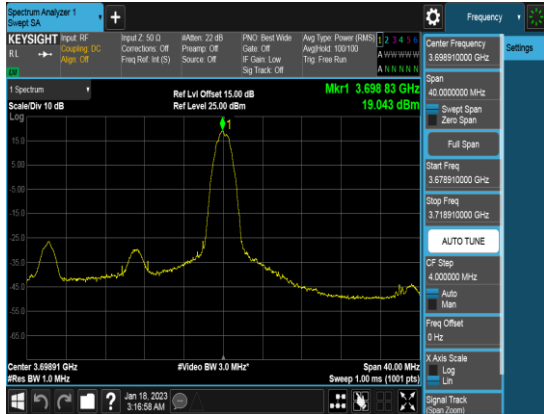 Spectrum Analyzer 1
Swept SA
+
Frequency
KEYSIGHT
Input: RF
Coupling: DC
Align: Off
Input Z: 50 Ω
Corrections: Off
Freq Ref: Int (S)
#Atten: 22 dB
Preamp: Off
Source: Off
PNO: Best Wide
Gate: Off
IF Gain: Low
Sig Track: Off
Avg Type: Power (RMS)
Avg|Hold: 100/100
Trig: Free Run
1 2 3 4 5 6
A W W W W W
A N N N N N
RL
1 Spectrum
Scale/Div 10 dB
Log
Ref Lvl Offset 15.00 dB
Ref Level 25.00 dBm
Mkr1 3.698 83 GHz
19.043 dBm
1
15.0
5.00
-5.00
-15.0
-25.0
-35.0
-45.0
-55.0
-65.0
Center 3.69891 GHz
#Res BW 1.0 MHz
#Video BW 3.0 MHz*
Span 40.00 MHz
Sweep 1.00 ms (1001 pts)
Jan 18, 2023
3:16:58 AM
Center Frequency
3.698910000 GHz
Span
40.0000000 MHz
Swept Span
Zero Span
Full Span
Start Freq
3.678910000 GHz
Stop Freq
3.718910000 GHz
AUTO TUNE
CF Step
4.000000 MHz
Auto
Man
Freq Offset
0 Hz
X Axis Scale
Log
Lin
Signal Track
(Span Zoom)
Settings